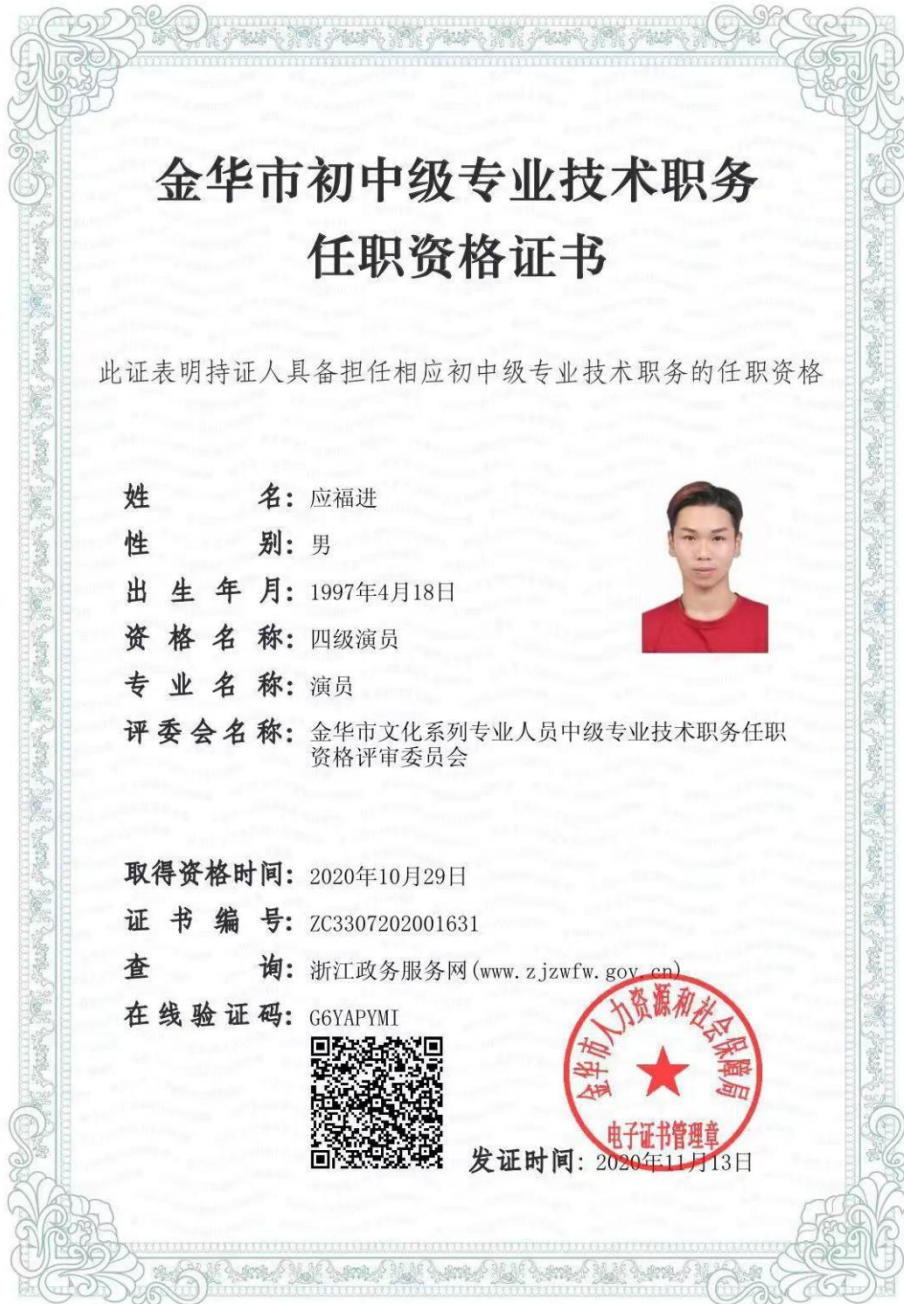 金华市初中级专业技术职务
任职资格证书
此证表明持证人具备担任相应初中级专业技术职务的任职资格
姓名：应福进
性别：男
出生年月：1997年4月18日
资格名称：四级演员
专业名称：演员
评委会名称：金华市文化系列专业人员中级专业技术职务任职
资格评审委员会
取得资格时间：2020年10月29日
证书编号：ZC3307202001631
查询：浙江政务服务网(www.zjzwfw.gov.cn)
在线验证码：G6YAPYMI
金华市人力资源和社会保障局
电子证书管理章
发证时间：2020年11月13日